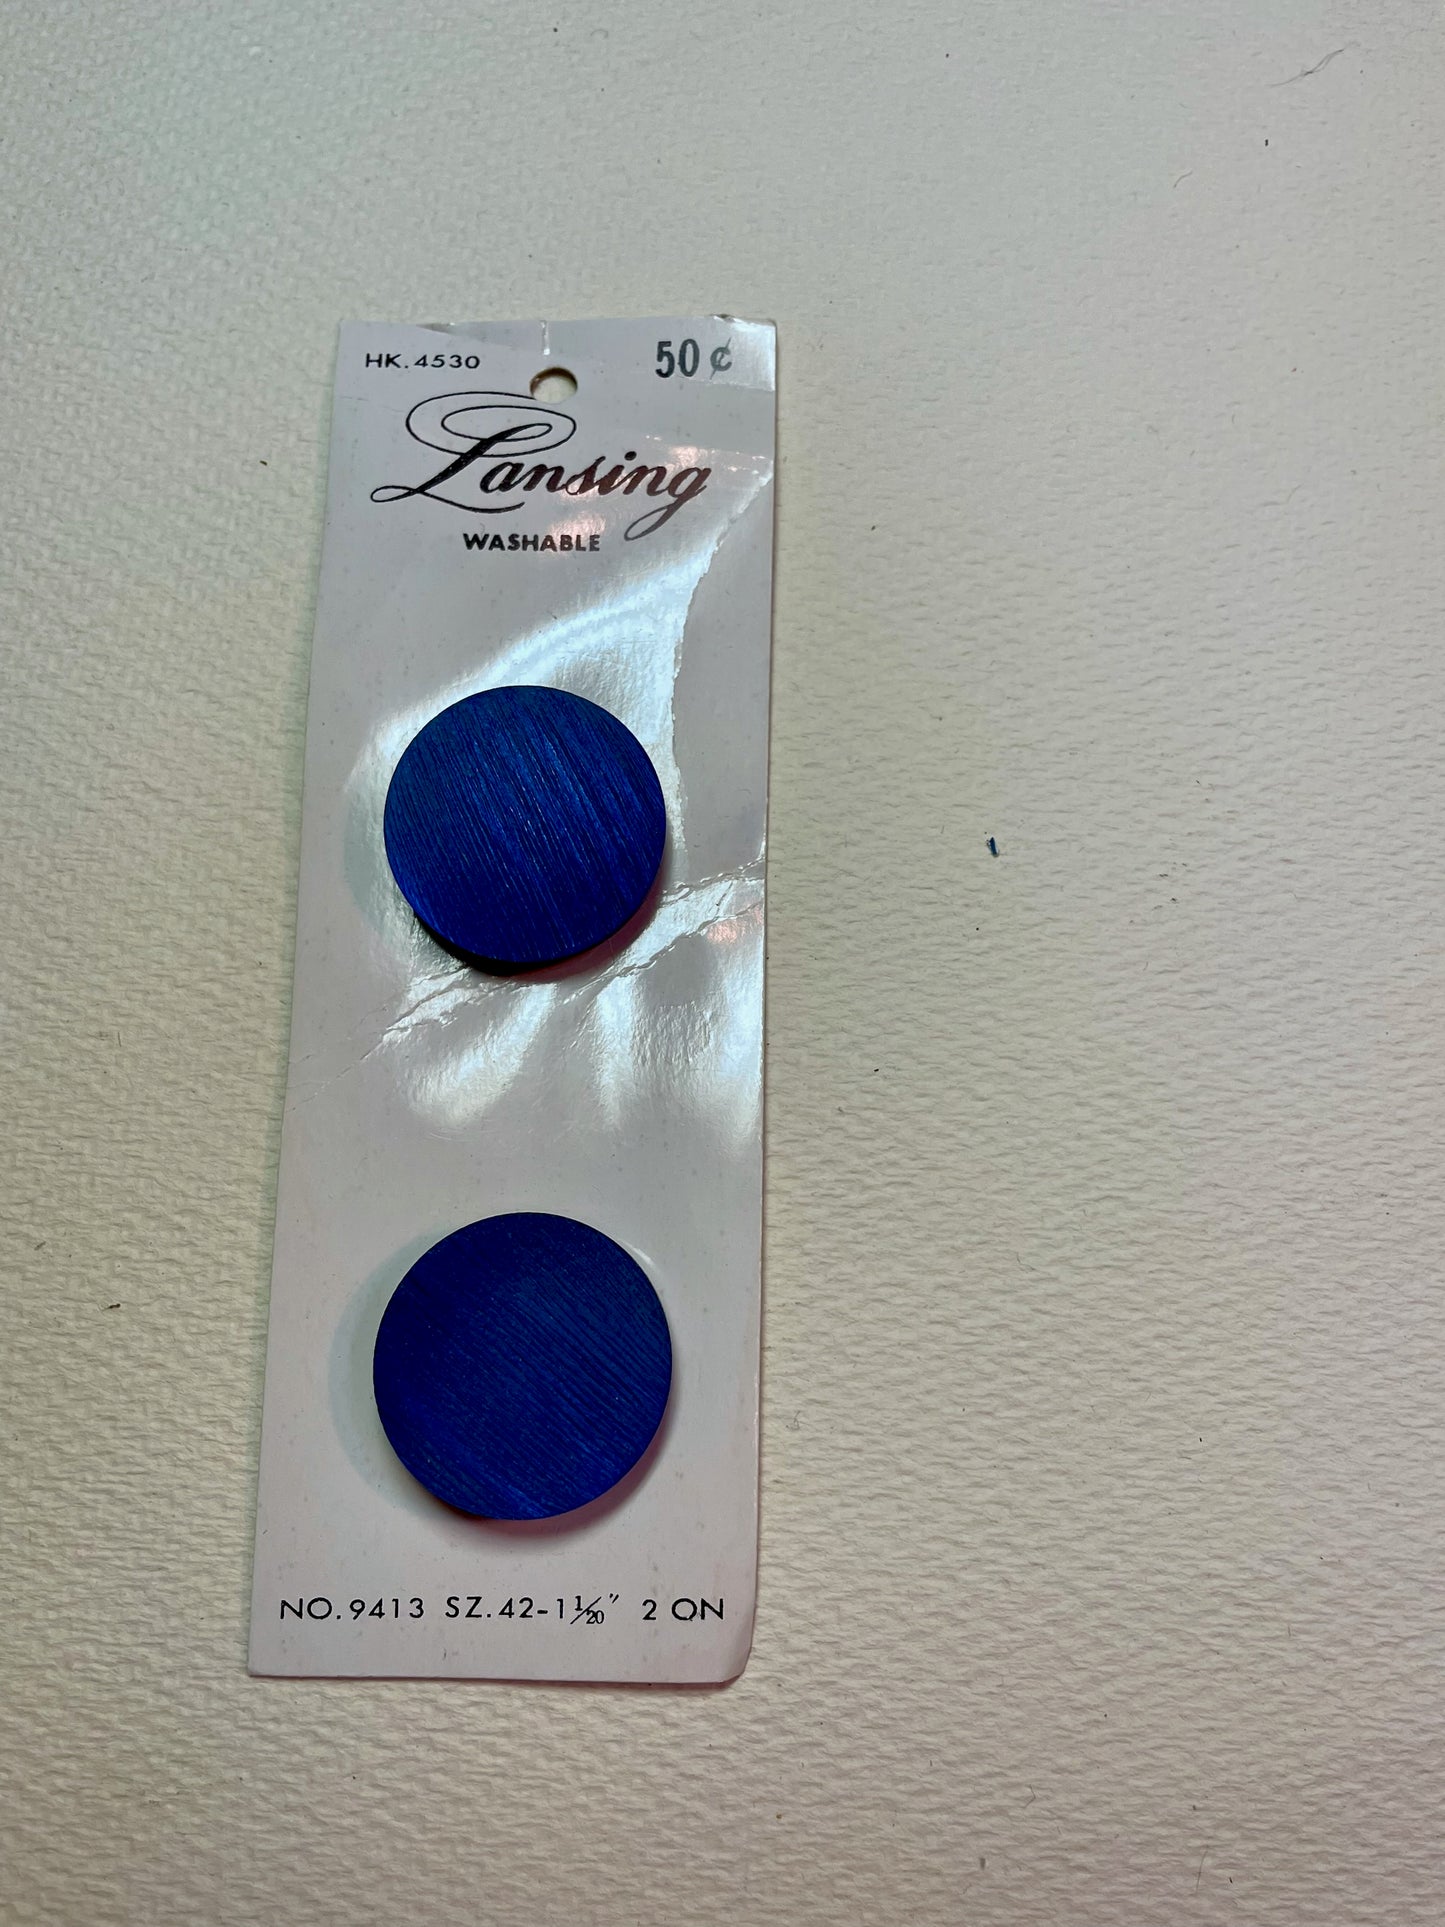 HK.4530 50¢
Lansing
WASHABLE
NO.9413 SZ.42-1 1/20" 2 ON